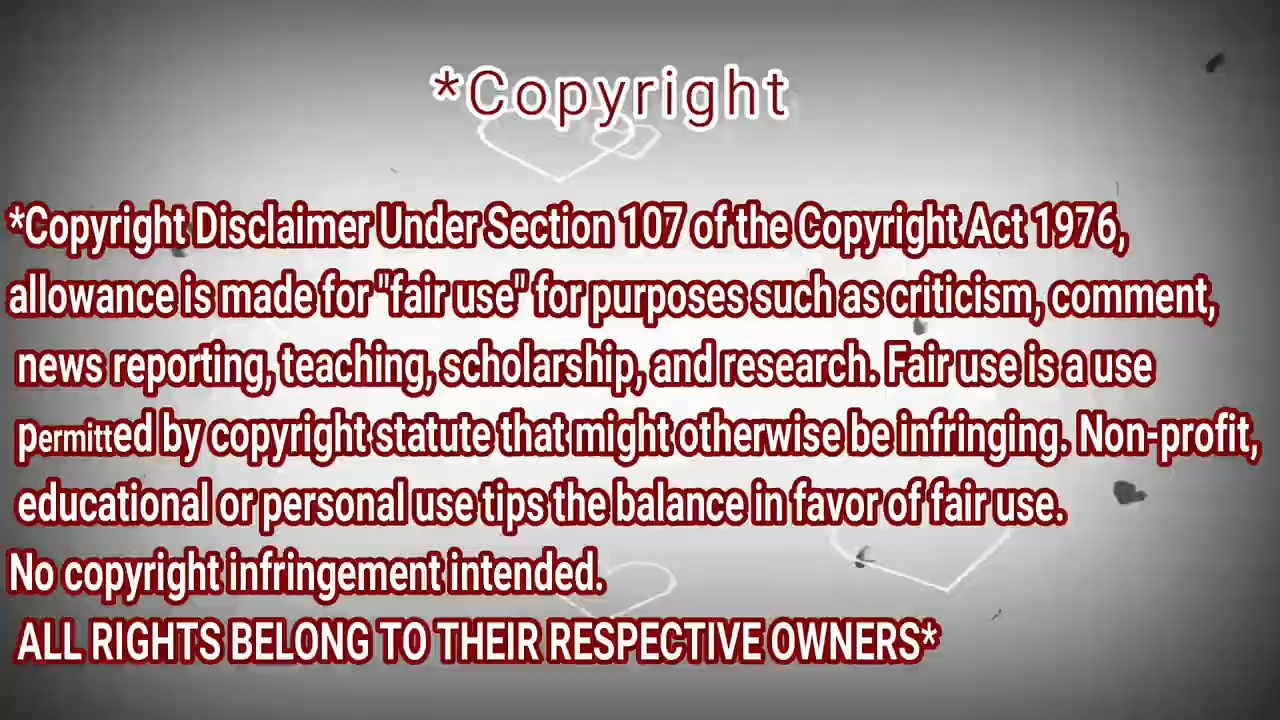 *Copyright
*Copyright Disclaimer Under Section 107 of the Copyright Act 1976,
allowance is made for "fair use" for purposes such as criticism, comment,
news reporting, teaching, scholarship, and research. Fair use is a use
permitted by copyright statute that might otherwise be infringing. Non-profit,
educational or personal use tips the balance in favor of fair use.
No copyright infringement intended.
ALL RIGHTS BELONG TO THEIR RESPECTIVE OWNERS*